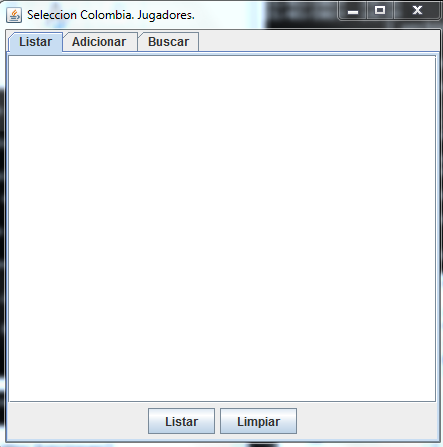 Seleccion Colombia. Jugadores.
Listar Adicionar Buscar
Listar Limpiar